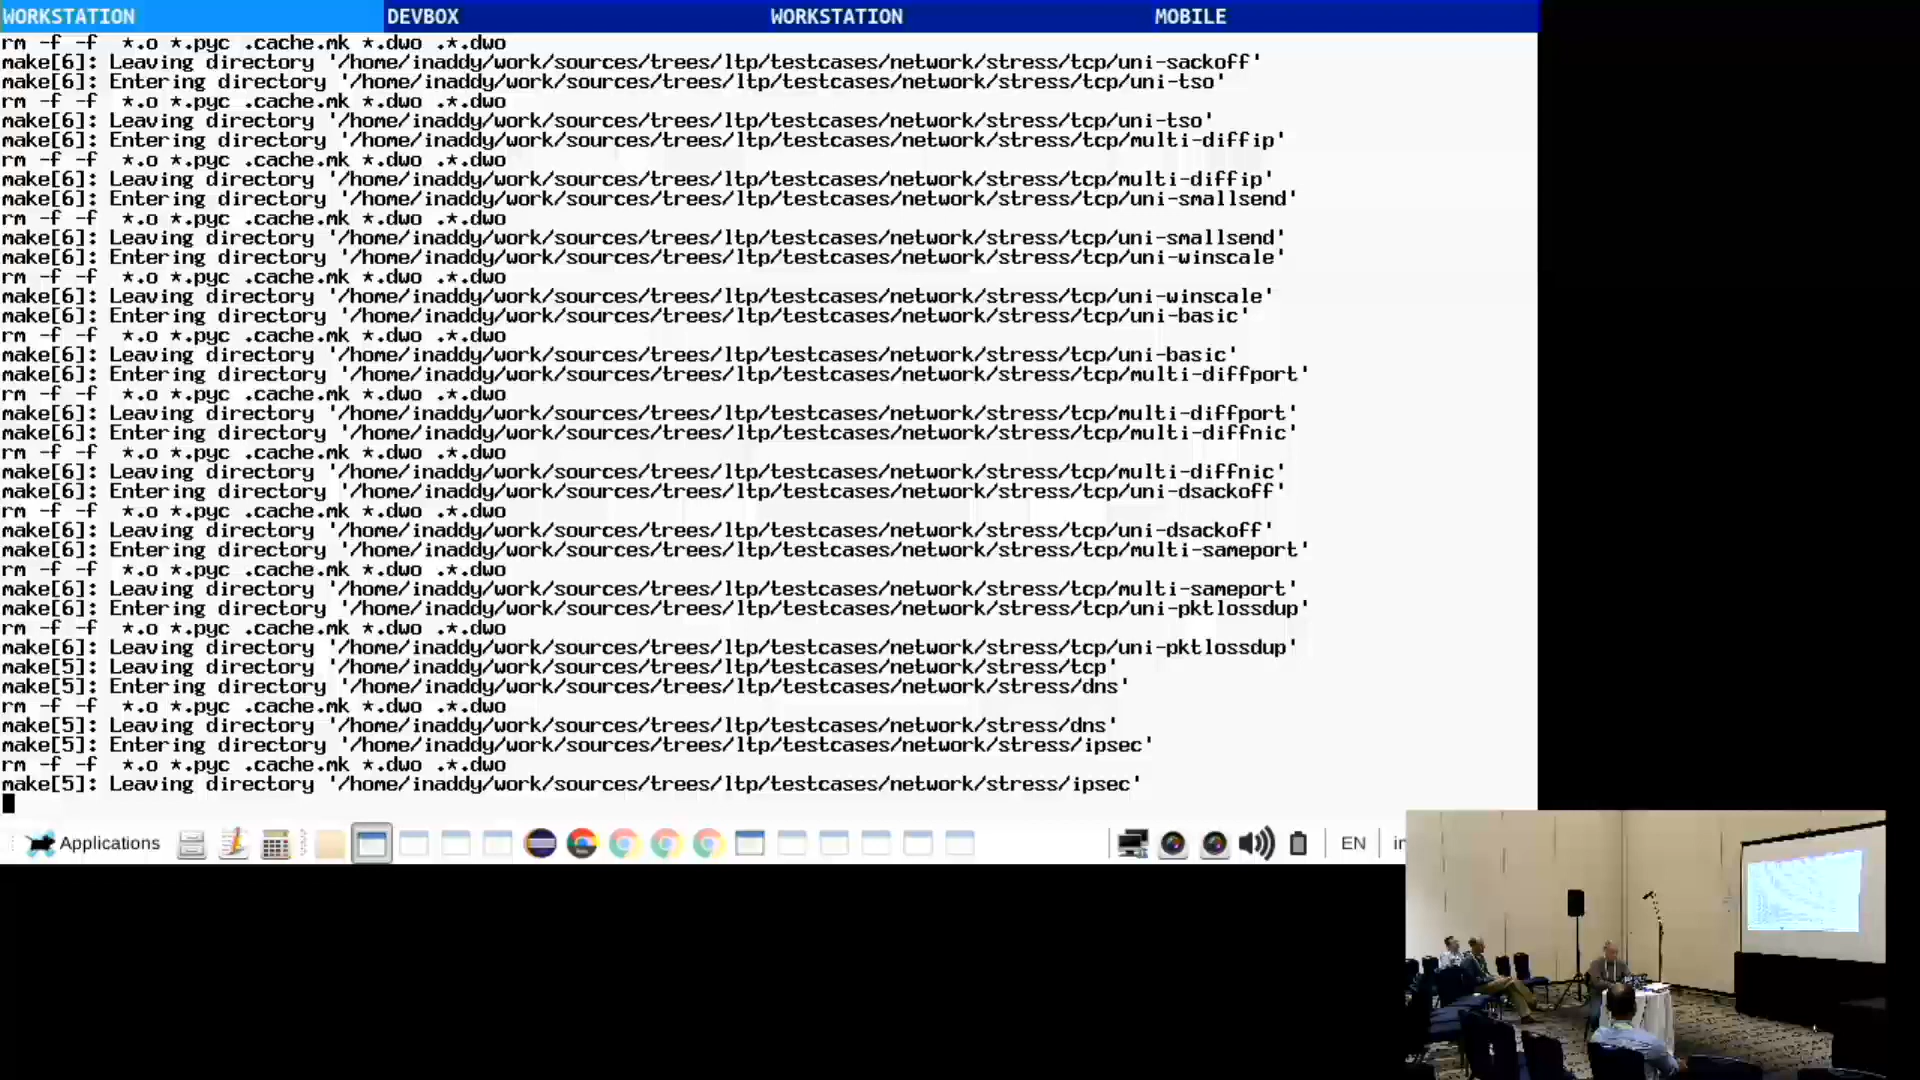 WORKSTATION DEVBOX WORKSTATION MOBILE
rm -f -f  *.o *.pyc .cache.mk *.dwo .*.dwo
make[6]: Leaving directory '/home/inaddy/work/sources/trees/ltp/testcases/network/stress/tcp/uni-sackoff'
make[6]: Entering directory '/home/inaddy/work/sources/trees/ltp/testcases/network/stress/tcp/uni-tso'
rm -f -f  *.o *.pyc .cache.mk *.dwo .*.dwo
make[6]: Leaving directory '/home/inaddy/work/sources/trees/ltp/testcases/network/stress/tcp/uni-tso'
make[6]: Entering directory '/home/inaddy/work/sources/trees/ltp/testcases/network/stress/tcp/multi-diffip'
rm -f -f  *.o *.pyc .cache.mk *.dwo .*.dwo
make[6]: Leaving directory '/home/inaddy/work/sources/trees/ltp/testcases/network/stress/tcp/multi-diffip'
make[6]: Entering directory '/home/inaddy/work/sources/trees/ltp/testcases/network/stress/tcp/uni-smallsend'
rm -f -f  *.o *.pyc .cache.mk *.dwo .*.dwo
make[6]: Leaving directory '/home/inaddy/work/sources/trees/ltp/testcases/network/stress/tcp/uni-smallsend'
make[6]: Entering directory '/home/inaddy/work/sources/trees/ltp/testcases/network/stress/tcp/uni-winscale'
rm -f -f  *.o *.pyc .cache.mk *.dwo .*.dwo
make[6]: Leaving directory '/home/inaddy/work/sources/trees/ltp/testcases/network/stress/tcp/uni-winscale'
make[6]: Entering directory '/home/inaddy/work/sources/trees/ltp/testcases/network/stress/tcp/uni-basic'
rm -f -f  *.o *.pyc .cache.mk *.dwo .*.dwo
make[6]: Leaving directory '/home/inaddy/work/sources/trees/ltp/testcases/network/stress/tcp/uni-basic'
make[6]: Entering directory '/home/inaddy/work/sources/trees/ltp/testcases/network/stress/tcp/multi-diffport'
rm -f -f  *.o *.pyc .cache.mk *.dwo .*.dwo
make[6]: Leaving directory '/home/inaddy/work/sources/trees/ltp/testcases/network/stress/tcp/multi-diffport'
make[6]: Entering directory '/home/inaddy/work/sources/trees/ltp/testcases/network/stress/tcp/multi-diffnic'
rm -f -f  *.o *.pyc .cache.mk *.dwo .*.dwo
make[6]: Leaving directory '/home/inaddy/work/sources/trees/ltp/testcases/network/stress/tcp/multi-diffnic'
make[6]: Entering directory '/home/inaddy/work/sources/trees/ltp/testcases/network/stress/tcp/uni-dsackoff'
rm -f -f  *.o *.pyc .cache.mk *.dwo .*.dwo
make[6]: Leaving directory '/home/inaddy/work/sources/trees/ltp/testcases/network/stress/tcp/uni-dsackoff'
make[6]: Entering directory '/home/inaddy/work/sources/trees/ltp/testcases/network/stress/tcp/multi-sameport'
rm -f -f  *.o *.pyc .cache.mk *.dwo .*.dwo
make[6]: Leaving directory '/home/inaddy/work/sources/trees/ltp/testcases/network/stress/tcp/multi-sameport'
make[6]: Entering directory '/home/inaddy/work/sources/trees/ltp/testcases/network/stress/tcp/uni-pktlossdup'
rm -f -f  *.o *.pyc .cache.mk *.dwo .*.dwo
make[6]: Leaving directory '/home/inaddy/work/sources/trees/ltp/testcases/network/stress/tcp/uni-pktlossdup'
make[5]: Leaving directory '/home/inaddy/work/sources/trees/ltp/testcases/network/stress/tcp'
make[5]: Entering directory '/home/inaddy/work/sources/trees/ltp/testcases/network/stress/dns'
rm -f -f  *.o *.pyc .cache.mk *.dwo .*.dwo
make[5]: Leaving directory '/home/inaddy/work/sources/trees/ltp/testcases/network/stress/dns'
make[5]: Entering directory '/home/inaddy/work/sources/trees/ltp/testcases/network/stress/ipsec'
rm -f -f  *.o *.pyc .cache.mk *.dwo .*.dwo
make[5]: Leaving directory '/home/inaddy/work/sources/trees/ltp/testcases/network/stress/ipsec'
Applications EN